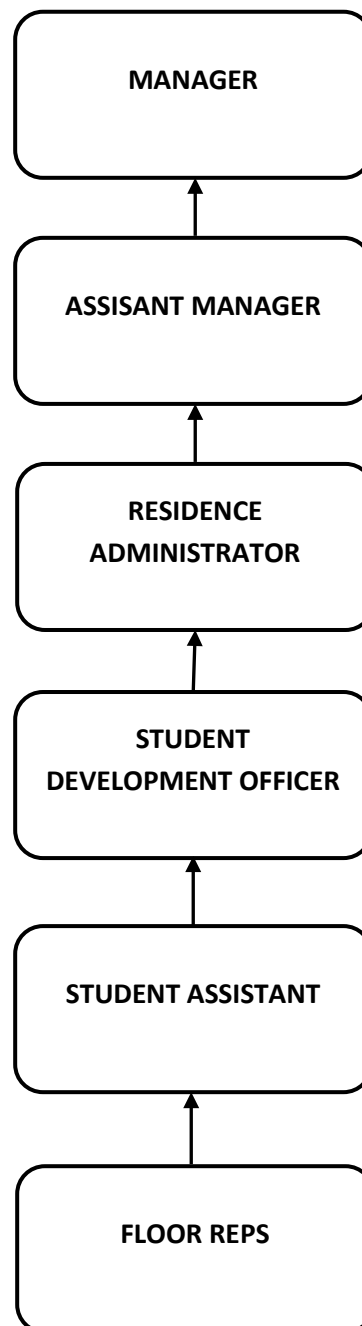 MANAGER
ASSISANT MANAGER
RESIDENCE
ADMINISTRATOR
STUDENT
DEVELOPMENT OFFICER
STUDENT ASSISTANT
FLOOR REPS